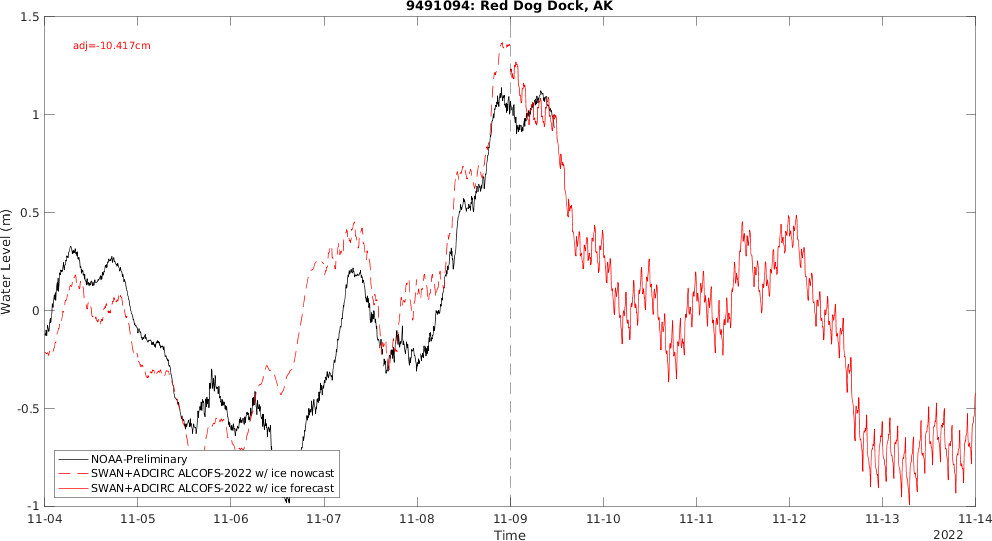 9491094: Red Dog Dock, AK
adj=-10.417cm
Water Level (m)
1.5
1
0.5
0
-0.5
-1
NOAA-Preliminary
SWAN+ADCIRC ALCOFS-2022 w/ ice nowcast
SWAN+ADCIRC ALCOFS-2022 w/ ice forecast
11-04 11-05 11-06 11-07 11-08 11-09 11-10 11-11 11-12 11-13 11-14
Time
2022